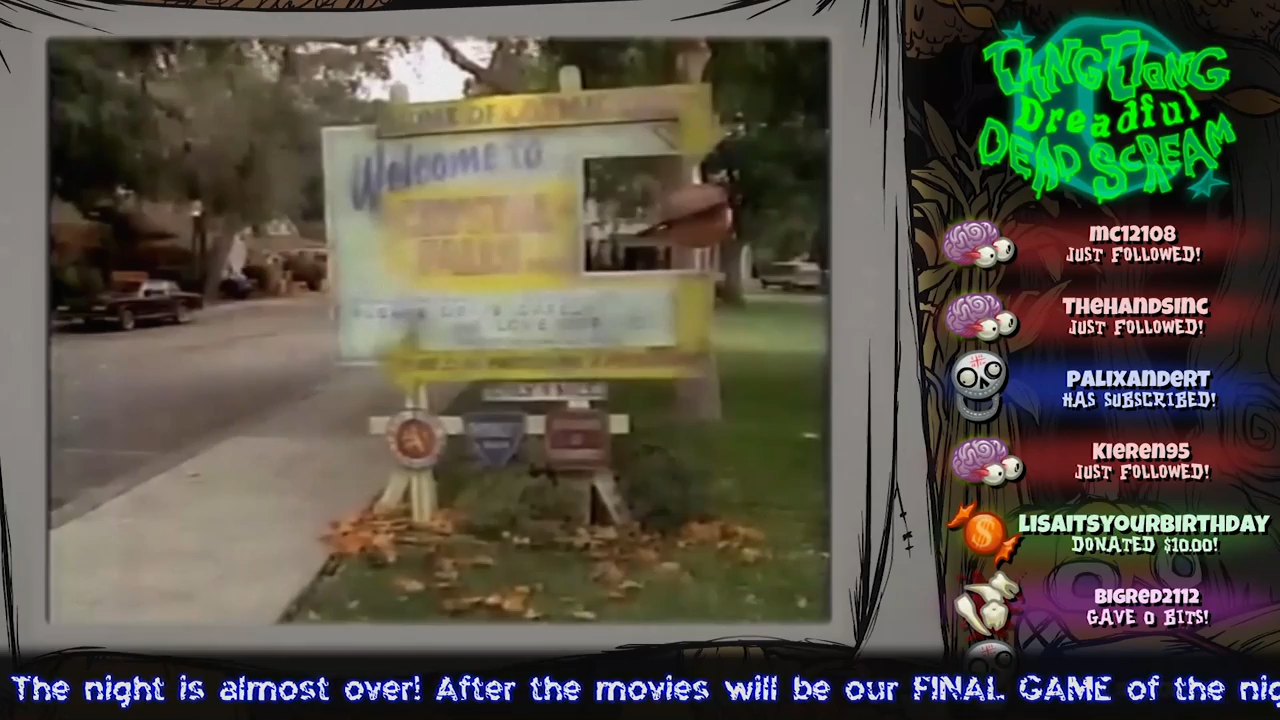 Welcome to
TingTlang
Dreadful
DEAD SCREAM
mc12108
JUST FOLLOWED!
THEHANDSINC
JUST FOLLOWED!
PALIXANDERT
HAS SUBSCRIBED!
KIEREN95
JUST FOLLOWED!
LISAITSYOURBIRTHDAY
DONATED $10.00!
BIGRED2112
GAVE 0 BITS!
The night is almost over! After the movies will be our FINAL GAME of the